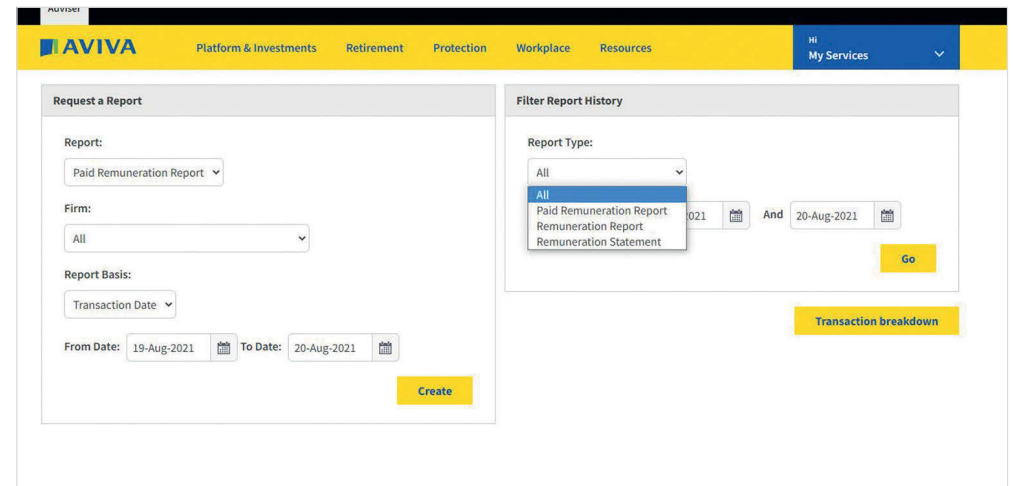 Adviser
AVIVA
Platform & Investments Retirement Protection Workplace Resources
Hi
My Services
Request a Report
Report:
Paid Remuneration Report
Firm:
All
Report Basis:
Transaction Date
From Date: 19-Aug-2021 To Date: 20-Aug-2021
Create
Filter Report History
Report Type:
All
All
Paid Remuneration Report
Remuneration Report
Remuneration Statement
And 20-Aug-2021
Go
Transaction breakdown